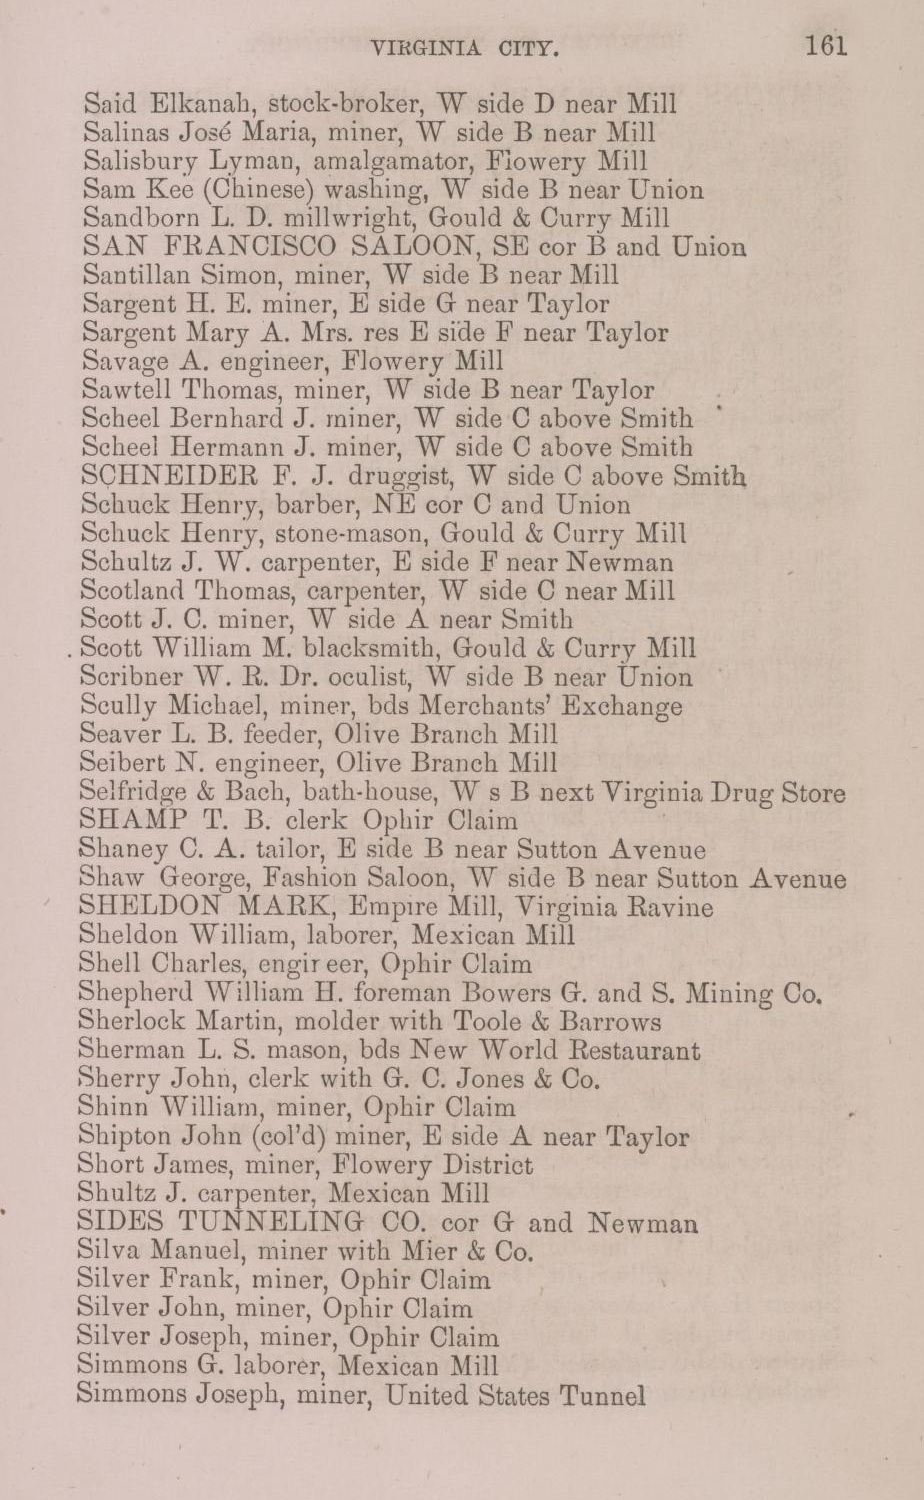 VIRGINIA CITY. 161
Said Elkanah, stock-broker, W side D near Mill
Salinas José Maria, miner, W side B near Mill
Salisbury Lyman, amalgamator, Flowery Mill
Sam Kee (Chinese) washing, W side B near Union
Sandborn L. D. millwright, Gould & Curry Mill
SAN FRANCISCO SALOON, SE cor B and Union
Santillan Simon, miner, W side B near Mill
Sargent H. E. miner, E side G near Taylor
Sargent Mary A. Mrs. res E side F near Taylor
Savage A. engineer, Flowery Mill
Sawtell Thomas, miner, W side B near Taylor
Scheel Bernhard J. miner, W side C above Smith
Scheel Hermann J. miner, W side C above Smith
SCHNEIDER F. J. druggist, W side C above Smith
Schuck Henry, barber, NE cor C and Union
Schuck Henry, stone-mason, Gould & Curry Mill
Schultz J. W. carpenter, E side F near Newman
Scotland Thomas, carpenter, W side C near Mill
Scott J. C. miner, W side A near Smith
Scott William M. blacksmith, Gould & Curry Mill
Scribner W. R. Dr. oculist, W side B near Union
Scully Michael, miner, bds Merchants' Exchange
Seaver L. B. feeder, Olive Branch Mill
Seibert N. engineer, Olive Branch Mill
Selfridge & Bach, bath-house, W s B next Virginia Drug Store
SHAMP T. B. clerk Ophir Claim
Shaney C. A. tailor, E side B near Sutton Avenue
Shaw George, Fashion Saloon, W side B near Sutton Avenue
SHELDON MARK, Empire Mill, Virginia Ravine
Sheldon William, laborer, Mexican Mill
Shell Charles, engineer, Ophir Claim
Shepherd William H. foreman Bowers G. and S. Mining Co.
Sherlock Martin, molder with Toole & Barrows
Sherman L. S. mason, bds New World Restaurant
Sherry John, clerk with G. C. Jones & Co.
Shinn William, miner, Ophir Claim
Shipton John (col'd) miner, E side A near Taylor
Short James, miner, Flowery District
Shultz J. carpenter, Mexican Mill
SIDES TUNNELING CO. cor G and Newman
Silva Manuel, miner with Mier & Co.
Silver Frank, miner, Ophir Claim
Silver John, miner, Ophir Claim
Silver Joseph, miner, Ophir Claim
Simmons G. laborer, Mexican Mill
Simmons Joseph, miner, United States Tunnel